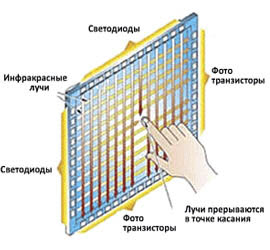 Светодиоды
Инфракрасные
лучи
Фото
транзисторы
Светодиоды
Фото
транзисторы
Лучи прерываются
в точке касания